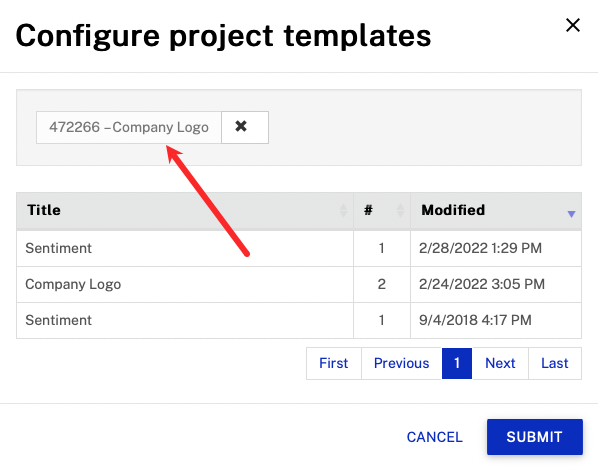 Configure project templates
472266 – Company Logo
Title # Modified
Sentiment 1 2/28/2022 1:29 PM
Company Logo 2 2/24/2022 3:05 PM
Sentiment 1 9/4/2018 4:17 PM
First Previous 1 Next Last
CANCEL SUBMIT